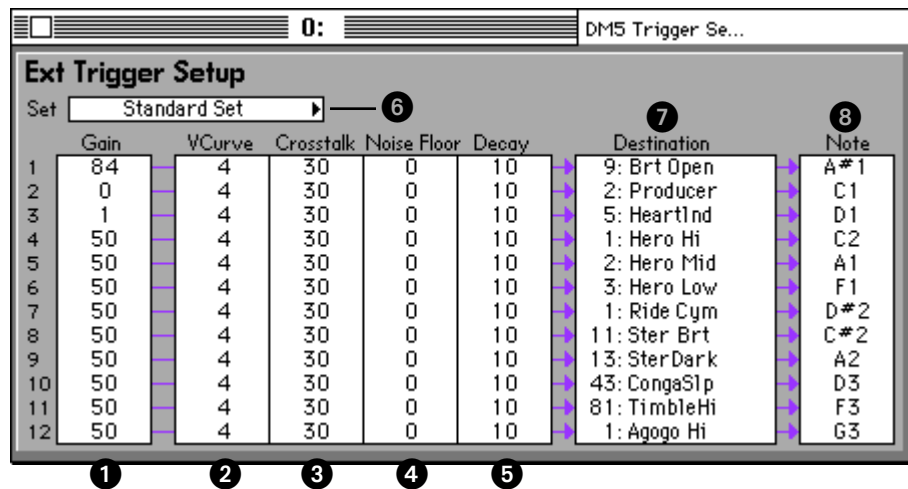 0: DM5 Trigger Se...
Ext Trigger Setup
Set Standard Set 6
7 8
Gain VCurve Crosstalk Noise Floor Decay Destination Note
1 84 4 30 0 10 9: Brt Open A#1
2 0 4 30 0 10 2: Producer C1
3 1 4 30 0 10 5: HeartInd D1
4 50 4 30 0 10 1: Hero Hi C2
5 50 4 30 0 10 2: Hero Mid A1
6 50 4 30 0 10 3: Hero Low F1
7 50 4 30 0 10 1: Ride Cym D#2
8 50 4 30 0 10 11: Ster Brt C#2
9 50 4 30 0 10 13: SterDark A2
10 50 4 30 0 10 43: CongaSlp D3
11 50 4 30 0 10 81: TimbleHi F3
12 50 4 30 0 10 1: Agogo Hi G3
1 2 3 4 5